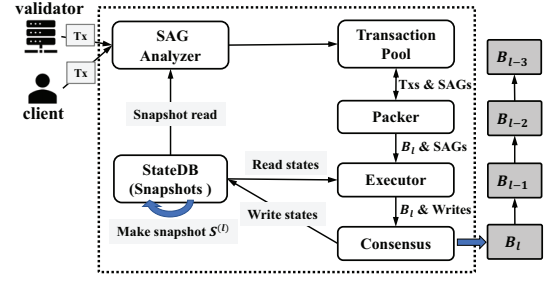 validator
Tx
Tx
client
SAG
Analyzer
Transaction
Pool
Txs & SAGs
Snapshot read
Packer
B_l & SAGs
StateDB
(Snapshots )
Read states
Executor
Write states
B_l & Writes
Make snapshot S^(l)
Consensus
B_{l-3}
B_{l-2}
B_{l-1}
B_l